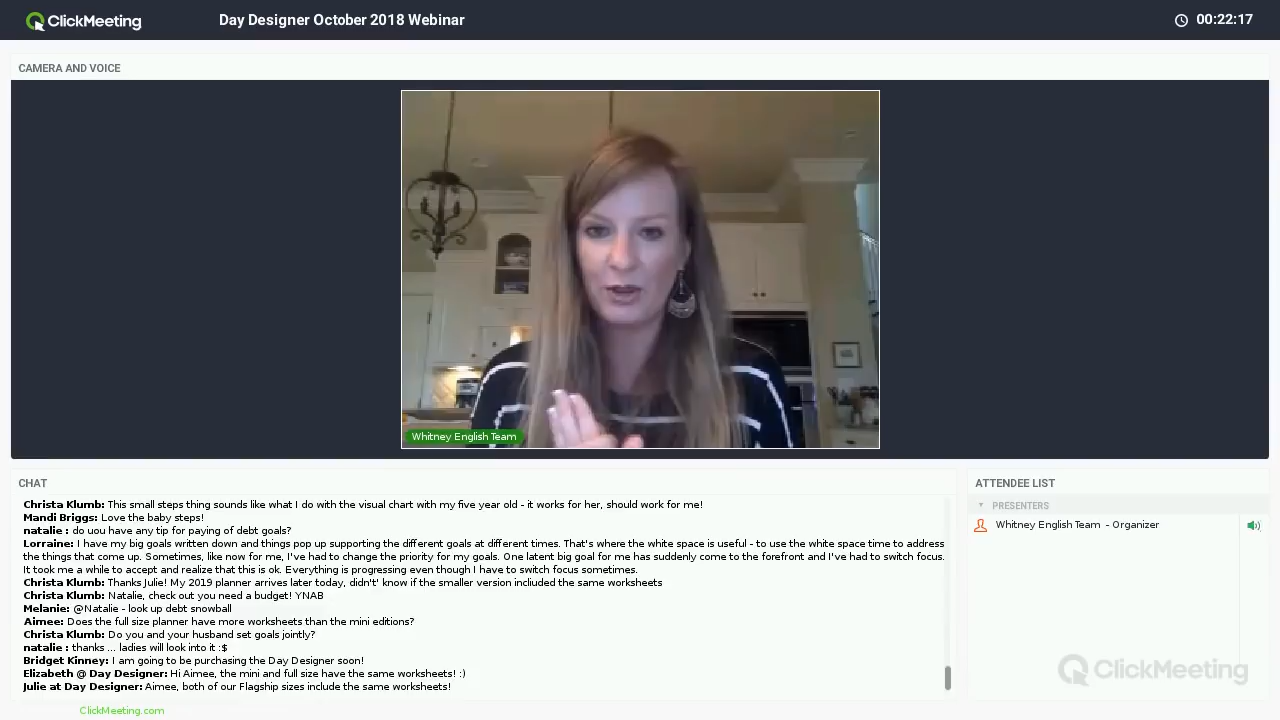 ClickMeeting
Day Designer October 2018 Webinar
00:22:17
CAMERA AND VOICE
Whitney English Team
CHAT
Christa Klumb: This small steps thing sounds like what I do with the visual chart with my five year old - it works for her, should work for me!
Mandi Briggs: Love the baby steps!
natalie : do uou have any tip for paying of debt goals?
Lorraine: I have my big goals written down and things pop up supporting the different goals at different times. That's where the white space is useful - to use the white space time to address
the things that come up. Sometimes, like now for me, I've had to change the priority for my goals. One latent big goal for me has suddenly come to the forefront and I've had to switch focus.
It took me a while to accept and realize that this is ok. Everything is progressing even though I have to switch focus sometimes.
Christa Klumb: Thanks Julie! My 2019 planner arrives later today, didn't' know if the smaller version inclluded the same worksheets
Christa Klumb: Natalie, check out you need a budget! YNAB
Melanie: @Natalie - look up debt snowball
Aimee: Does the full size planner have more worksheets than the mini editions?
Christa Klumb: Do you and your husband set goals jointly?
natalie : thanks ... ladies will look into it :$
Bridget Kinney: I am going to be purchasing the Day Designer soon!
Elizabeth @ Day Designer: Hi Aimee, the mini and full size have the same worksheets! :)
Julie at Day Designer: Aimee, both of our Flagship sizes include the same worksheets!
ATTENDEE LIST
PRESENTERS
Whitney English Team - Organizer
ClickMeeting
ClickMeeting.com